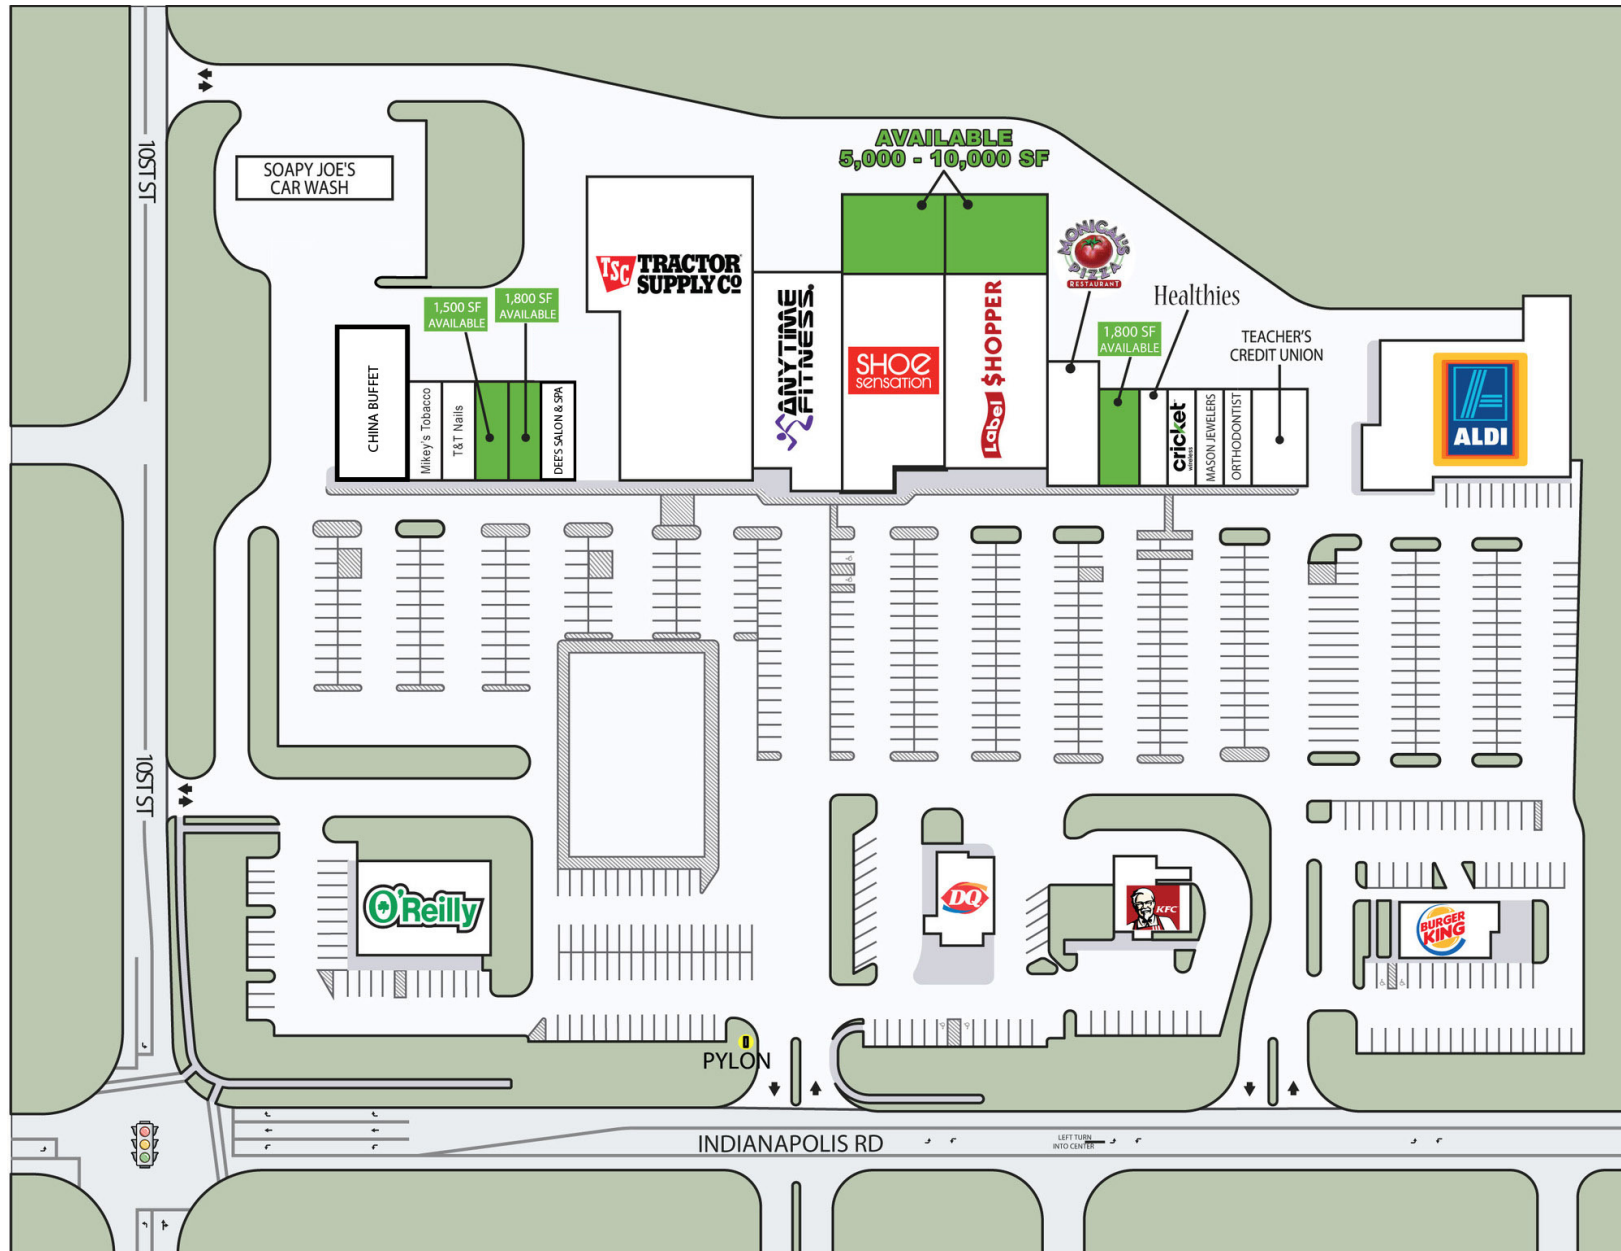 10ST ST
SOAPY JOE'S
CAR WASH
AVAILABLE
5,000 - 10,000 SF
TSC TRACTOR
SUPPLY CO
MONICAL'S
PIZZA
RESTAURANT
Healthies
1,500 SF
AVAILABLE
1,800 SF
AVAILABLE
1,800 SF
AVAILABLE
TEACHER'S
CREDIT UNION
CHINA BUFFET
Mikey's Tobacco
T&T Nails
DEE'S SALON & SPA
ANYTIME
FITNESS®
SHOE
sensation
Label $HOPPER
cricket
wireless
MASON JEWELERS
ORTHODONTIST
ALDI
10ST ST
O'Reilly
DQ
KFC
BURGER
KING
PYLON
INDIANAPOLIS RD
LEFT TURN
INTO CENTER